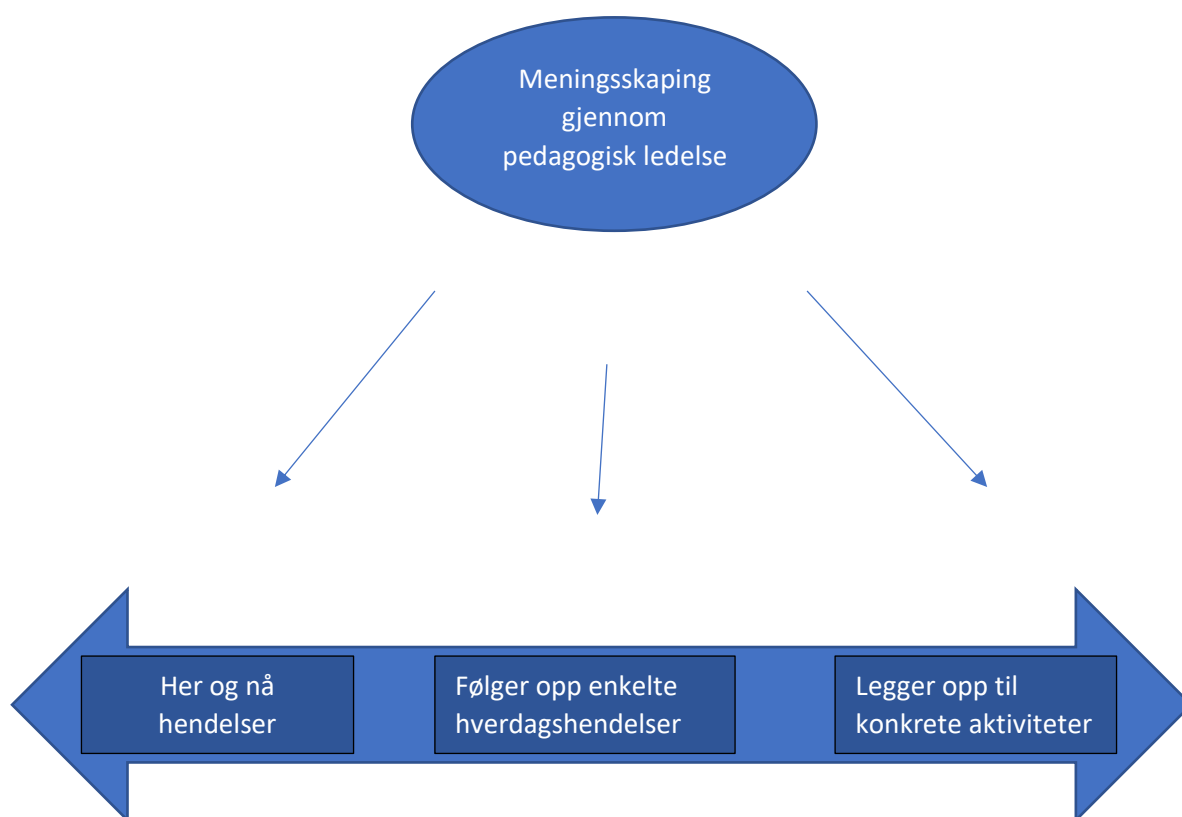 Meningsskaping
gjennom
pedagogisk ledelse
Her og nå
hendelser
Følger opp enkelte
hverdagshendelser
Legger opp til
konkrete aktiviteter